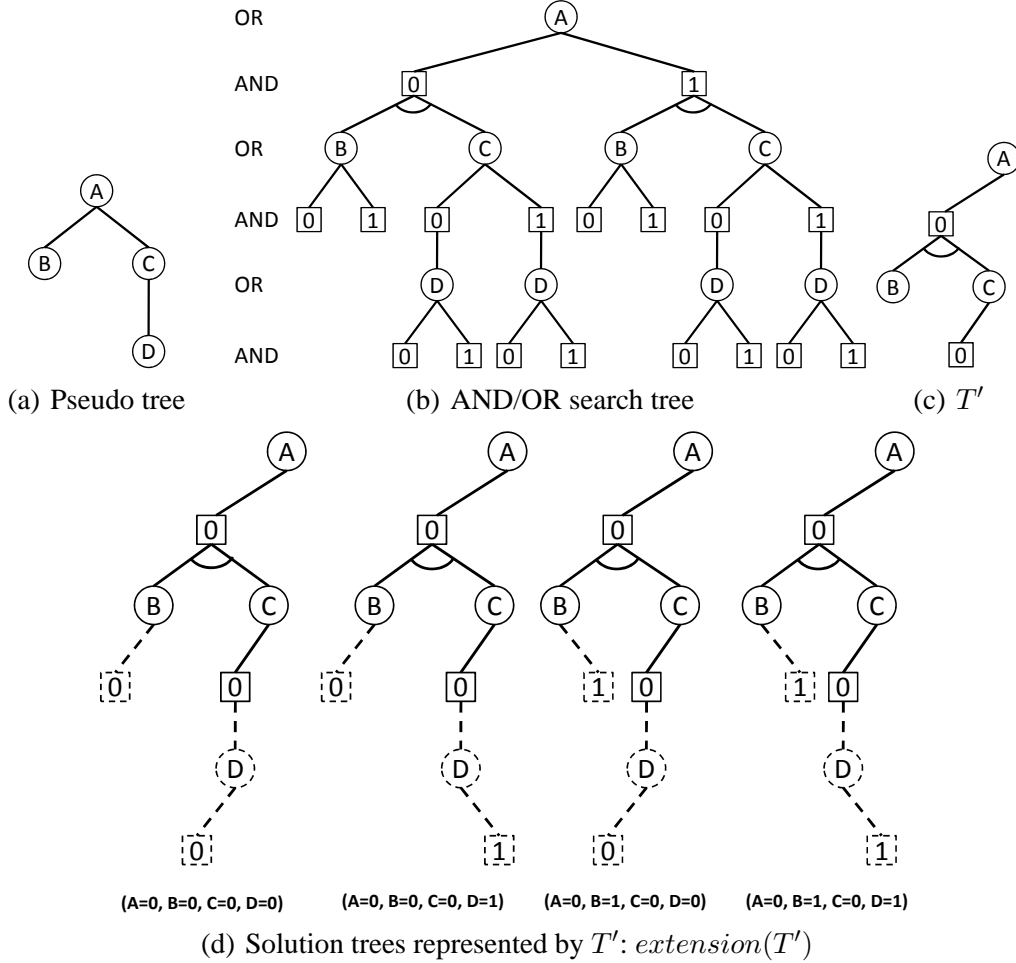 OR A
AND 0 1
OR B C B C
A
A
AND 0 1 0 1 0 1 0 1
0
B C
OR D D D D
B C
D
AND 0 1 0 1 0 1 0 1
0
(a) Pseudo tree
(b) AND/OR search tree
(c) T′
A A A A
0 0 0 0
B C B C B C B C
0 0 0 0 1 0 1 0
D D D D
0 1 0 1
(A=0, B=0, C=0, D=0)
(A=0, B=0, C=0, D=1)
(A=0, B=1, C=0, D=0)
(A=0, B=1, C=0, D=1)
(d) Solution trees represented by T′: extension(T′)